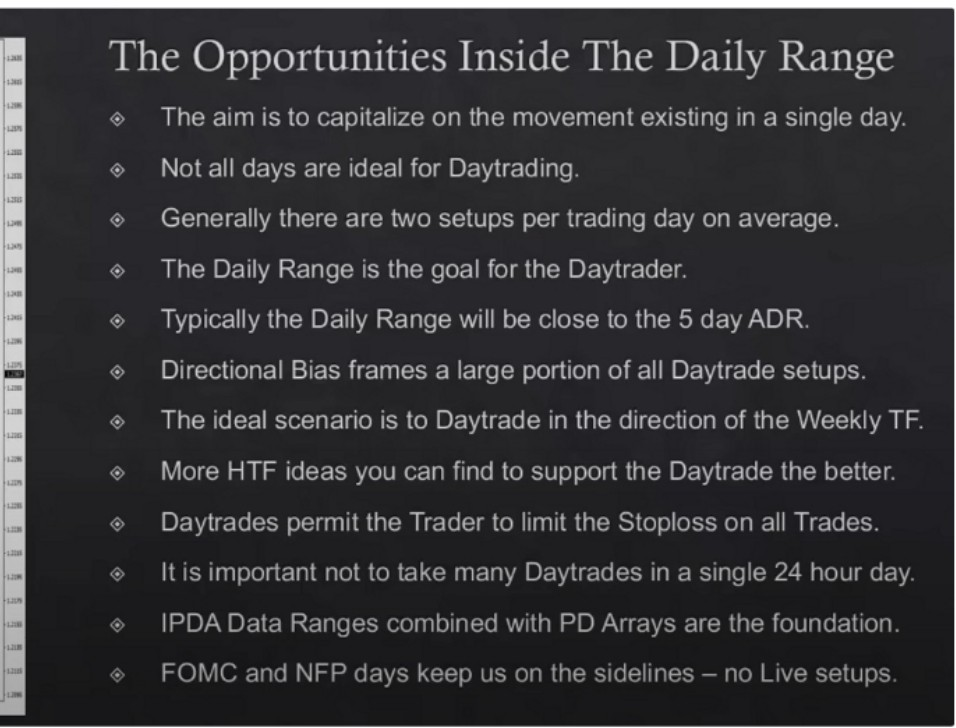 The Opportunities Inside The Daily Range
The aim is to capitalize on the movement existing in a single day.
Not all days are ideal for Daytrading.
Generally there are two setups per trading day on average.
The Daily Range is the goal for the Daytrader.
Typically the Daily Range will be close to the 5 day ADR.
Directional Bias frames a large portion of all Daytrade setups.
The ideal scenario is to Daytrade in the direction of the Weekly TF.
More HTF ideas you can find to support the Daytrade the better.
Daytrades permit the Trader to limit the Stoploss on all Trades.
It is important not to take many Daytrades in a single 24 hour day.
IPDA Data Ranges combined with PD Arrays are the foundation.
FOMC and NFP days keep us on the sidelines – no Live setups.